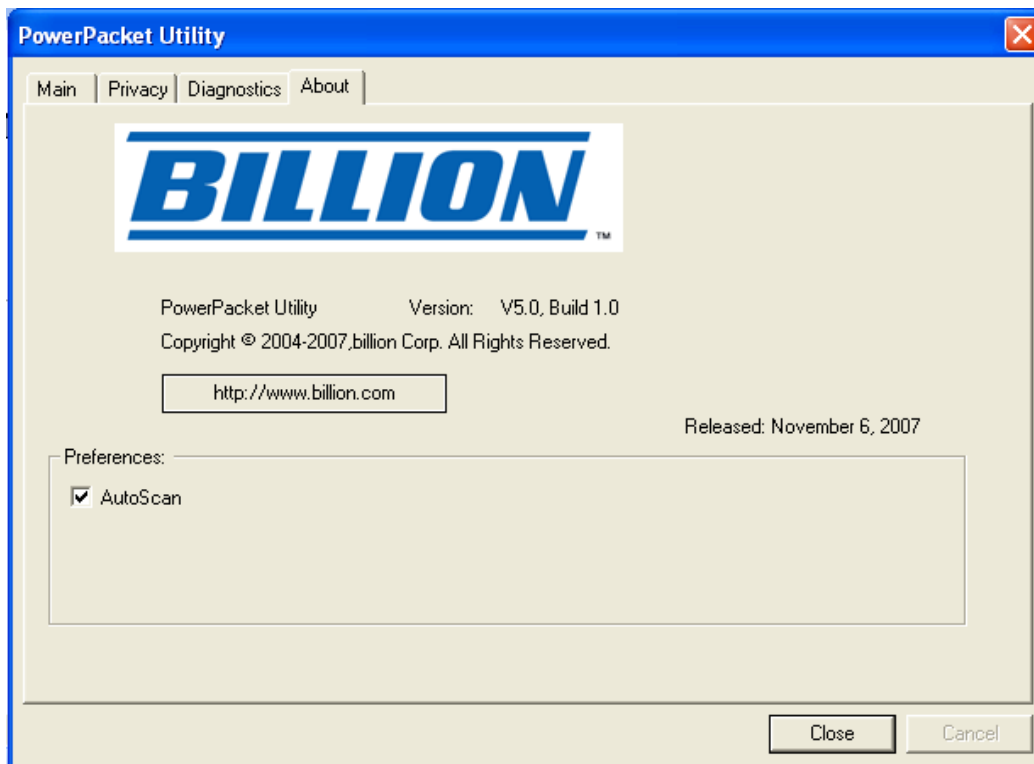 PowerPacket Utility
Main Privacy Diagnostics About
BILLION ™
PowerPacket Utility Version: V5.0, Build 1.0
Copyright © 2004-2007,billion Corp. All Rights Reserved.
http://www.billion.com
Released: November 6, 2007
Preferences:
AutoScan
Close Cancel